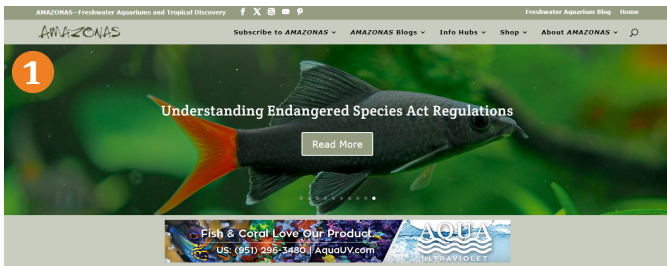 AMAZONAS—Freshwater Aquariums and Tropical Discovery
Freshwater Aquarium Blog Home
AMAZONAS
Subscribe to AMAZONAS AMAZONAS Blogs Info Hubs Shop About AMAZONAS
1
Understanding Endangered Species Act Regulations
Read More
Fish & Coral Love Our Product
US: (951) 296-3480 | AquaUV.com
AQUA
ULTRAVIOLET